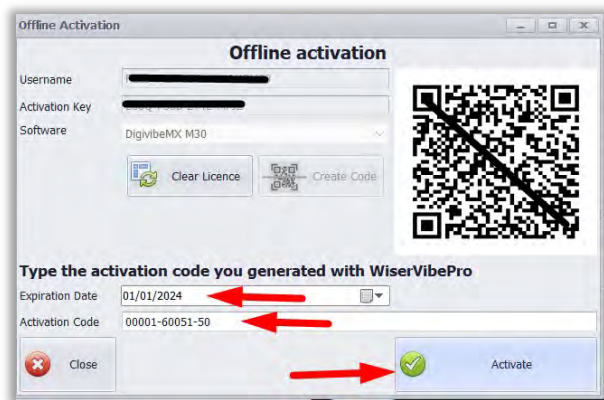 Offline Activation
Offline activation
Username
Activation Key
Software
DigivibeMX M30
Clear Licence
Create Code
Type the activation code you generated with WiserVibePro
Expiration Date
01/01/2024
Activation Code
00001-60051-50
Close
Activate